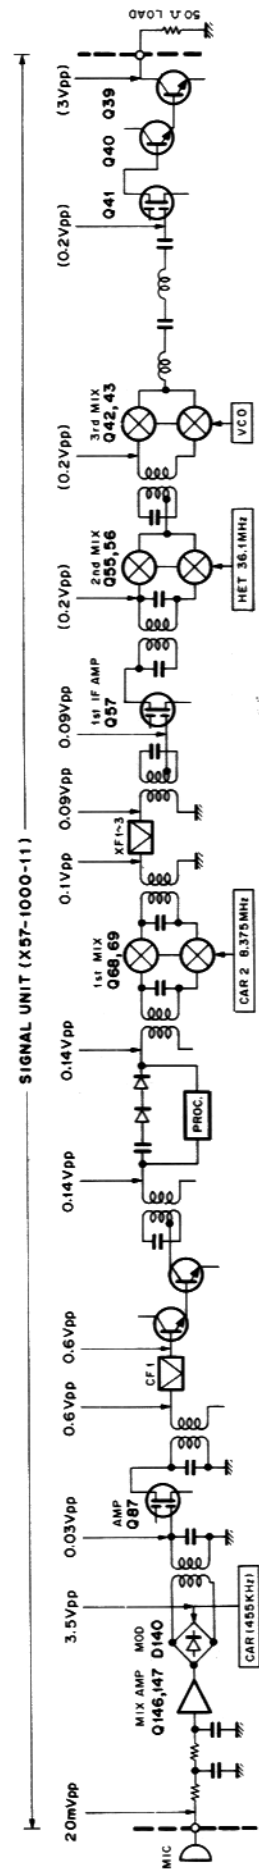 SIGNAL UNIT (X57-1000-11)
20mVpp
3.5Vpp
0.03Vpp
0.6Vpp
0.6Vpp
0.14Vpp
0.14Vpp
0.1Vpp
0.09Vpp
0.09Vpp
(0.2Vpp)
(0.2Vpp)
(0.2Vpp)
(3Vpp)
MIC
MIX AMP
Q146,147
MOD
D140
CAR (455KHz)
AMP
Q87
CF1
PROC.
1st MIX
Q68,69
CAR 2 8.375MHz
XF1~3
1st IF AMP
Q57
2nd MIX
Q55,56
HET 36.1MHz
3rd MIX
Q42,43
VCO
Q41
Q40
Q39
50Ω LOAD